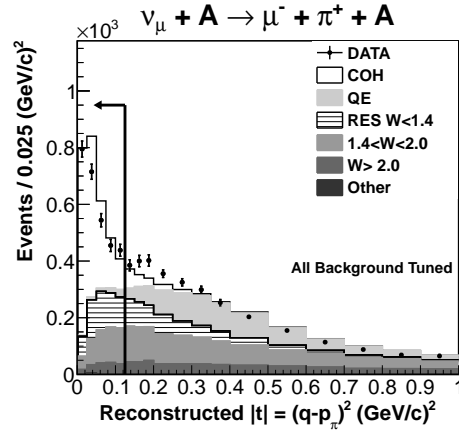 ν_μ + A → μ⁻ + π⁺ + A
×10³
DATA
COH
QE
RES W<1.4
1.4<W<2.0
W> 2.0
Other
All Background Tuned
Events / 0.025 (GeV/c)²
1
0.8
0.6
0.4
0.2
0
0 0.1 0.2 0.3 0.4 0.5 0.6 0.7 0.8 0.9 1
Reconstructed |t| = (q-p_π)² (GeV/c)²